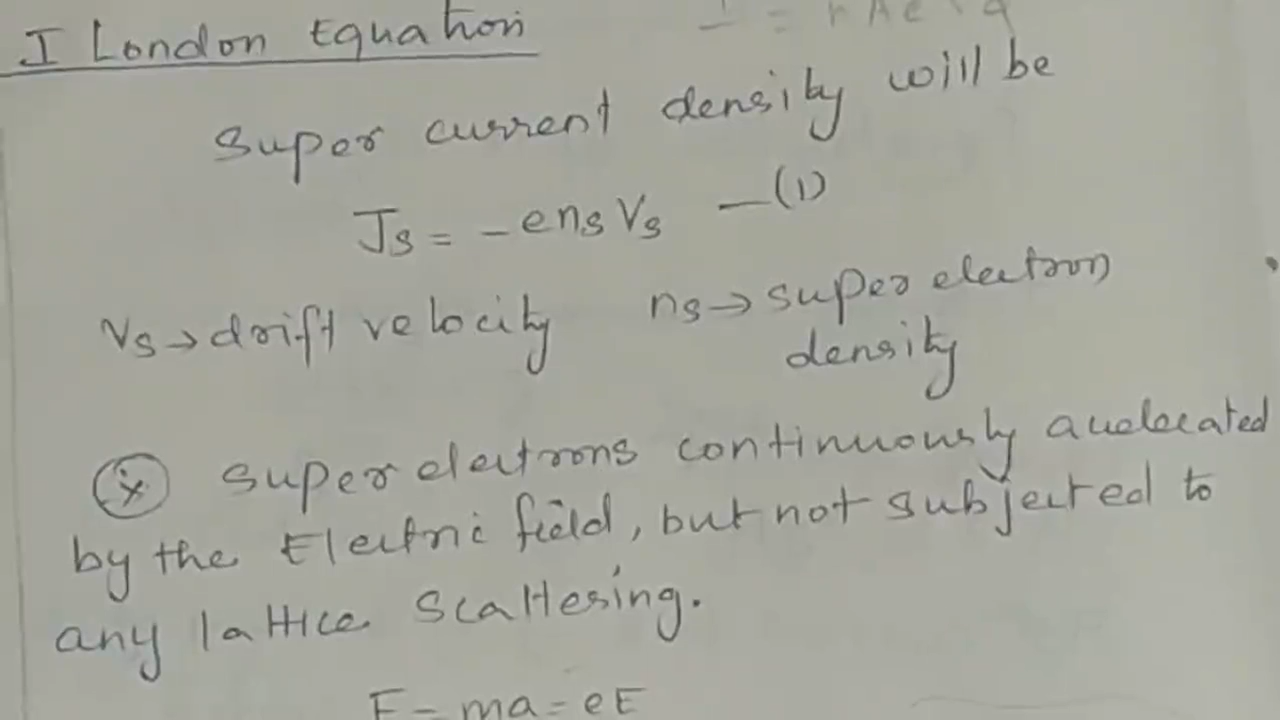 I London Equation
Super current density will be
Js = - ens Vs —(1)
Vs → drift velocity ns → super electron
density
* Super electrons continuously accelerated
by the Electric field, but not subjected to
any lattice scattering.
F = ma = eE